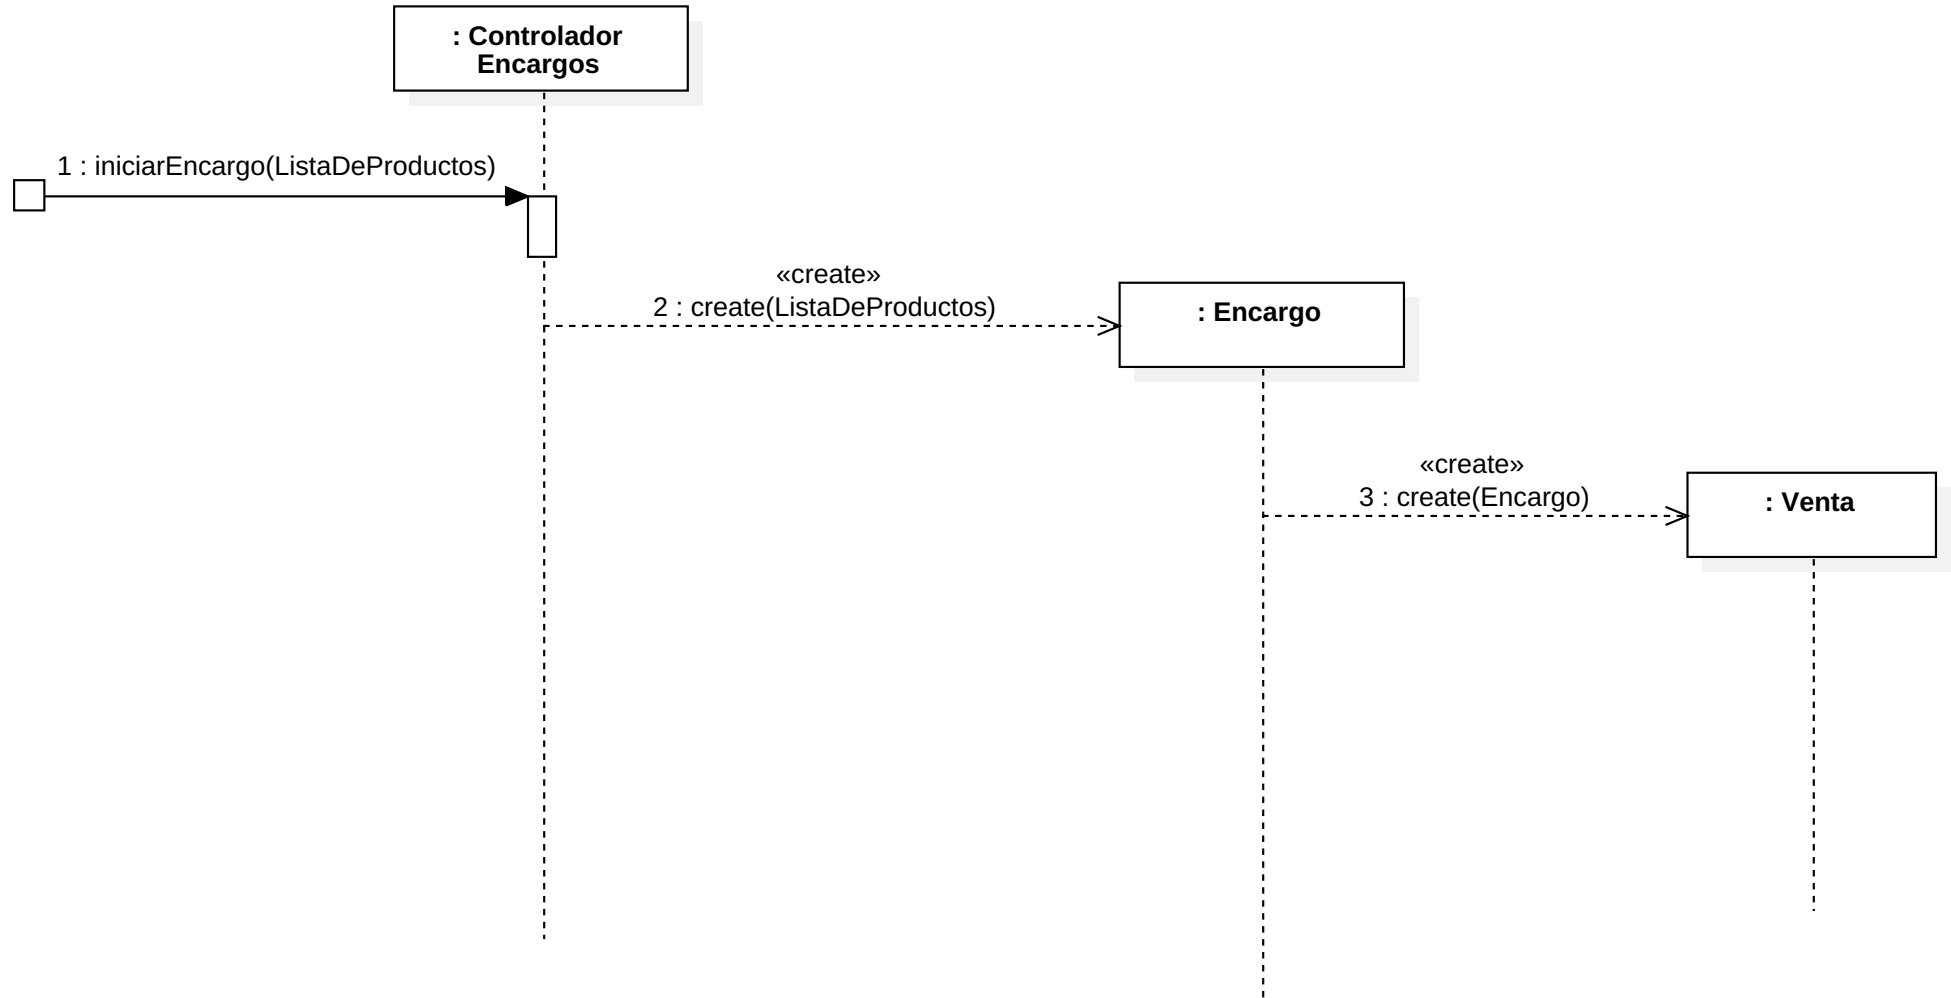 : Controlador
Encargos
1 : iniciarEncargo(ListaDeProductos)
«create»
2 : create(ListaDeProductos)
: Encargo
«create»
3 : create(Encargo)
: Venta